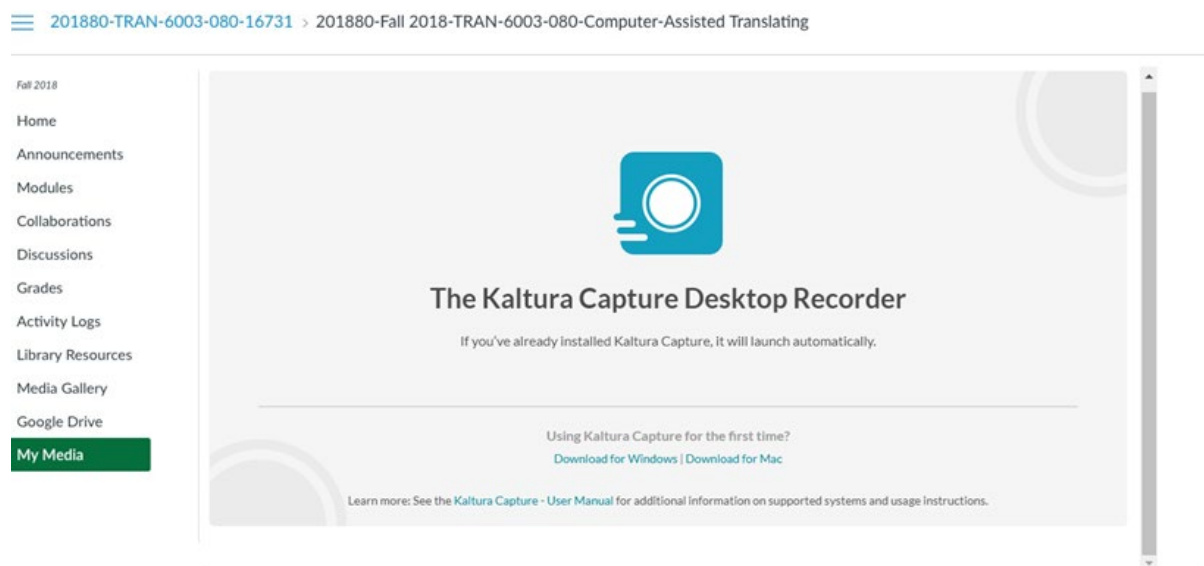 201880-TRAN-6003-080-16731 > 201880-Fall 2018-TRAN-6003-080-Computer-Assisted Translating
Fall 2018
Home
Announcements
Modules
Collaborations
Discussions
Grades
Activity Logs
Library Resources
Media Gallery
Google Drive
My Media
The Kaltura Capture Desktop Recorder
If you've already installed Kaltura Capture, it will launch automatically.
Using Kaltura Capture for the first time?
Download for Windows | Download for Mac
Learn more: See the Kaltura Capture - User Manual for additional information on supported systems and usage instructions.